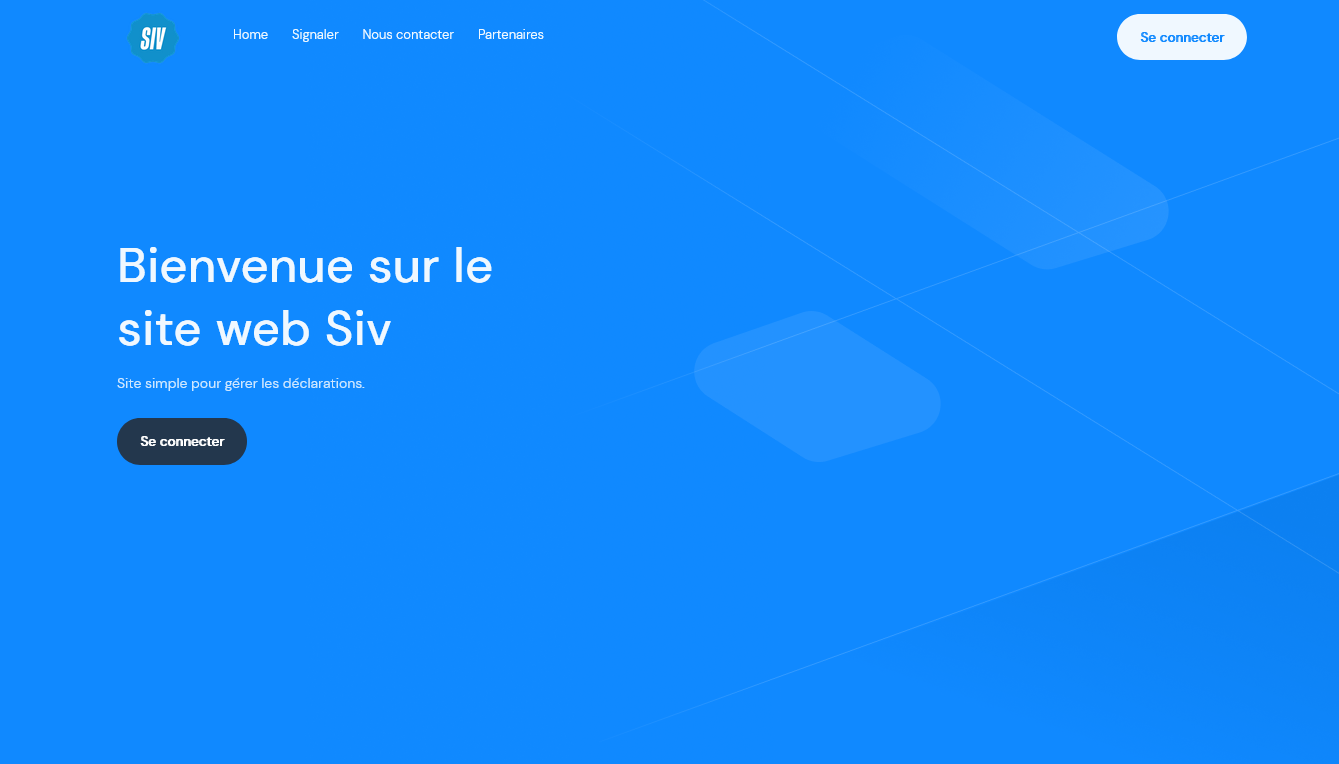 SIV
Home
Signaler
Nous contacter
Partenaires
Se connecter
Bienvenue sur le
site web Siv
Site simple pour gérer les déclarations.
Se connecter